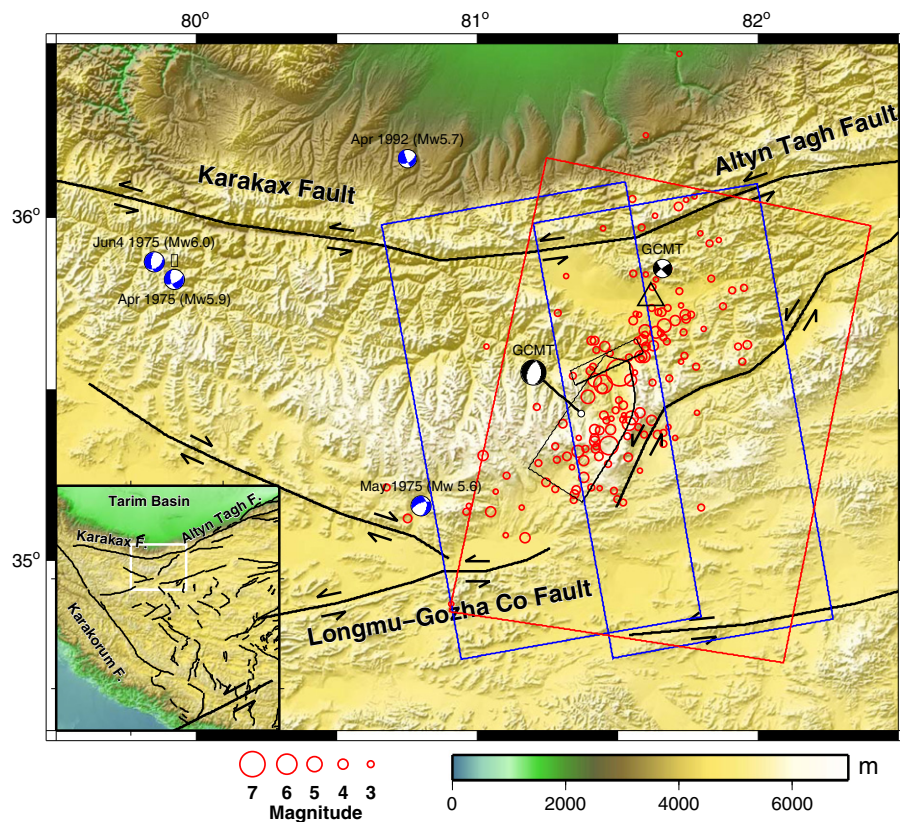 80° 81° 82°
Apr 1992 (Mw5.7)
Altyn Tagh Fault
Karakax Fault
36°
Jun4 1975 (Mw6.0)
GCMT
Apr 1975 (Mw5.9)
GCMT
May 1975 (Mw 5.6)
Tarim Basin
Altyn Tagh F.
Karakax F.
35°
Longmu–Gozha Co Fault
Karakorum F.
m
7 6 5 4 3
Magnitude
0 2000 4000 6000